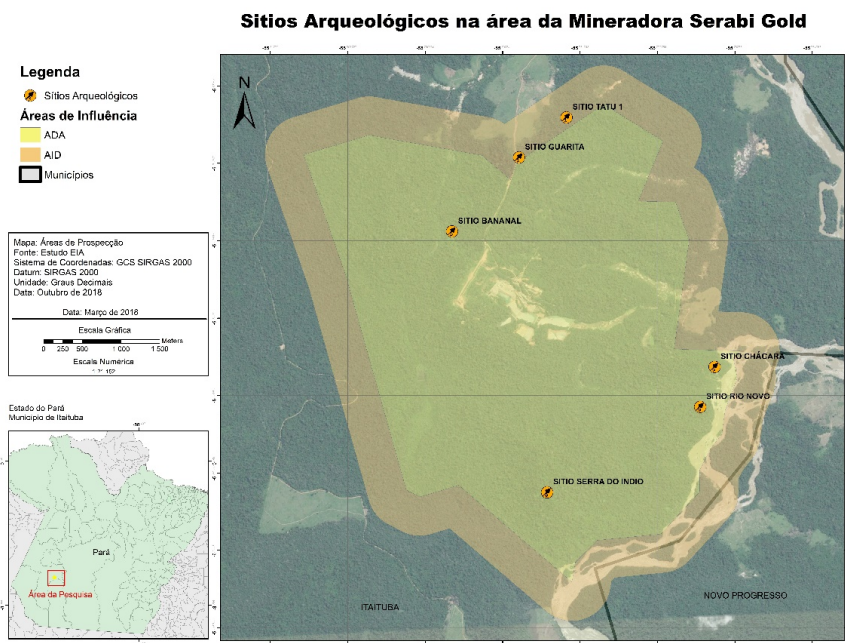 Sitios Arqueológicos na área da Mineradora Serabi Gold
Legenda
Sítios Arqueológicos
Áreas de Influência
ADA
AID
Municípios
Mapa: Áreas de Prospecção
Fonte: Estudo EIA
Sistema de Coordenadas: GCS SIRGAS 2000
Datum: SIRGAS 2000
Unidade: Graus Decimais
Data: Outubro de 2018
Data: Março de 2018
Escala Gráfica
Meters
0 250 500 1 000 1 500
Escala Numérica
Estado do Pará
Município de Itaituba
Pará
Área da Pesquisa
N
SITIO TATU 1
SITIO GUARITA
SITIO BANANAL
SITIO CHÁCARA
SITIO RIO NOVO
SITIO SERRA DO INDIO
ITAITUBA
NOVO PROGRESSO